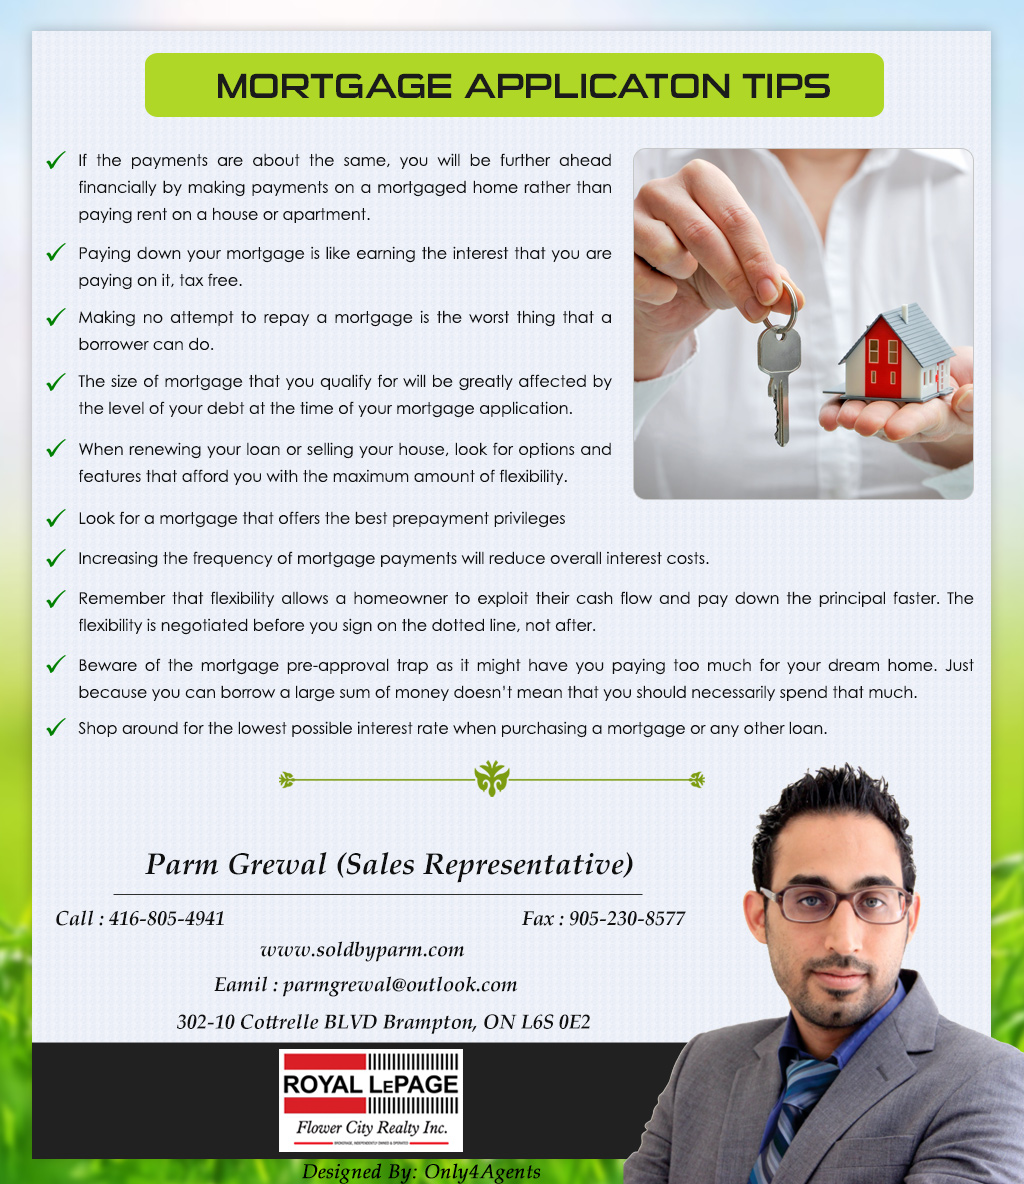 MORTGAGE APPLICATON TIPS
If the payments are about the same, you will be further ahead
financially by making payments on a mortgaged home rather than
paying rent on a house or apartment.
Paying down your mortgage is like earning the interest that you are
paying on it, tax free.
Making no attempt to repay a mortgage is the worst thing that a
borrower can do.
The size of mortgage that you qualify for will be greatly affected by
the level of your debt at the time of your mortgage application.
When renewing your loan or selling your house, look for options and
features that afford you with the maximum amount of flexibility.
Look for a mortgage that offers the best prepayment privileges
Increasing the frequency of mortgage payments will reduce overall interest costs.
Remember that flexibility allows a homeowner to exploit their cash flow and pay down the principal faster. The
flexibility is negotiated before you sign on the dotted line, not after.
Beware of the mortgage pre-approval trap as it might have you paying too much for your dream home. Just
because you can borrow a large sum of money doesn't mean that you should necessarily spend that much.
Shop around for the lowest possible interest rate when purchasing a mortgage or any other loan.
Parm Grewal (Sales Representative)
Call : 416-805-4941 Fax : 905-230-8577
www.soldbyparm.com
Eamil : parmgrewal@outlook.com
302-10 Cottrelle BLVD Brampton, ON L6S 0E2
ROYAL LEPAGE
Flower City Realty Inc.
BROKERAGE, INDEPENDENTLY OWNED & OPERATED
Designed By: Only4Agents